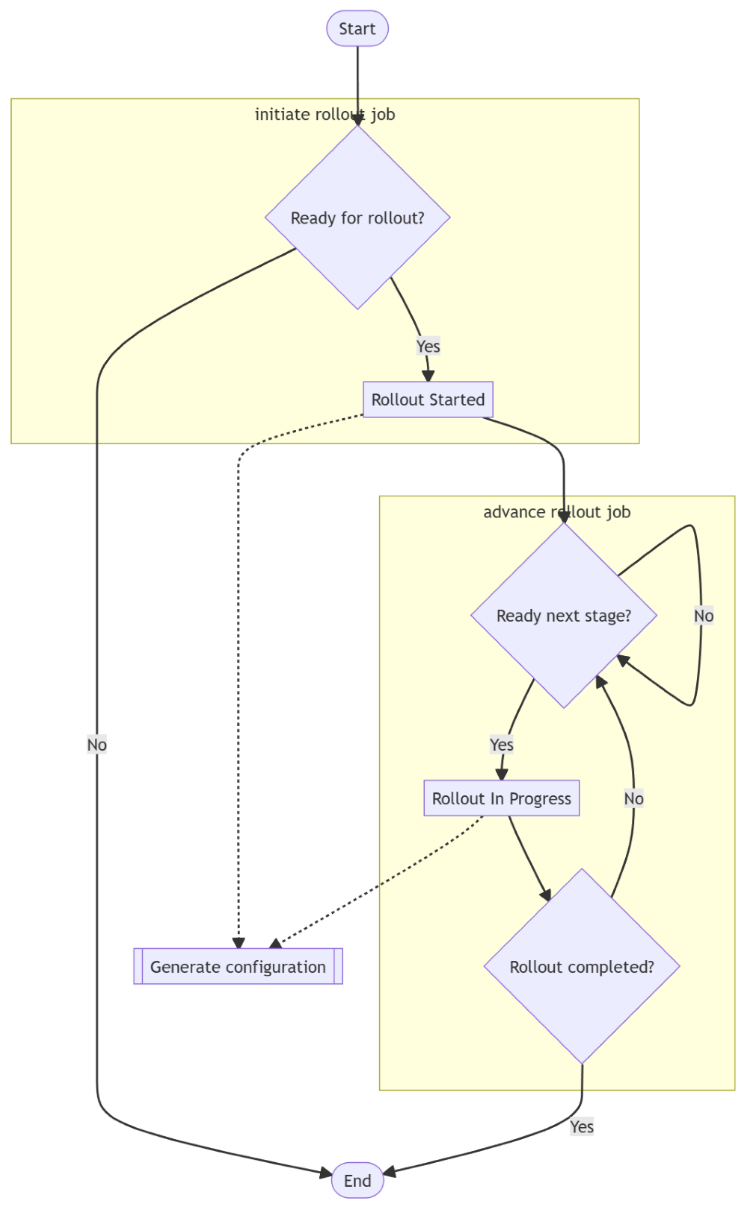 Start
initiate rollout job
Ready for rollout?
Yes
Rollout Started
advance rollout job
Ready next stage?
No
No
Yes
Rollout In Progress
No
Generate configuration
Rollout completed?
Yes
End